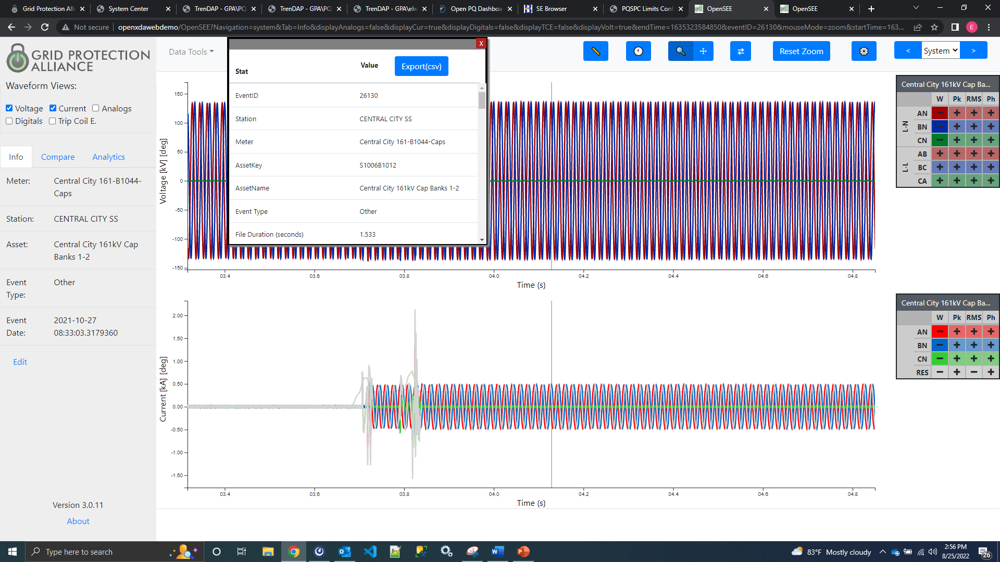 Grid Protection Alli
System Center
TrenDAP - GPA\PQ
TrenDAP - GPA\PQ
TrenDAP - GPA\elw
Open PQ Dashboa
SE Browser
PQSPC Limits Conf
OpenSEE
OpenSEE
Not secure openxdawebdemo/OpenSEE?Navigation=system&Tab=Info&displayAnalogs=false&displayCur=true&displayDigitals=false&displayTCE=false&displayVolt=true&endTime=1635323584850&eventID=26130&mouseMode=zoom&startTime=163...
E
GRID PROTECTION
ALLIANCE
Waveform Views:
Voltage Current Analogs
Digitals Trip Coil E.
Info Compare Analytics
Meter: Central City 161-B1044-
Caps
Station: CENTRAL CITY SS
Asset: Central City 161kV Cap
Banks 1-2
Event Other
Type:
Event 2021-10-27
Date: 08:33:03.3179360
Edit
Version 3.0.11
About
Data Tools
X
Stat Value Export(csv)
EventID 26130
Station CENTRAL CITY SS
Meter Central City 161-B1044-Caps
AssetKey S1006B1012
AssetName Central City 161kV Cap Banks 1-2
Event Type Other
File Duration (seconds) 1.533
Reset Zoom
< System >
Voltage [kV] [deg]
150
100
50
0
-50
-100
-150
03.4 03.6 03.8 04.0 04.2 04.4 04.6 04.8
Time (s)
Central City 161kV Cap Ba...
W Pk RMS Ph
L-N
AN
BN
CN
L-L
AB
BC
CA
Current [kA] [deg]
2.00
1.50
1.00
0.50
0.00
-0.50
-1.00
-1.50
03.4 03.6 03.8 04.0 04.2 04.4 04.6 04.8
Time (s)
Central City 161kV Cap Ba...
W Pk RMS Ph
AN
BN
CN
RES
Type here to search
83°F Mostly cloudy
2:56 PM
8/25/2022
26